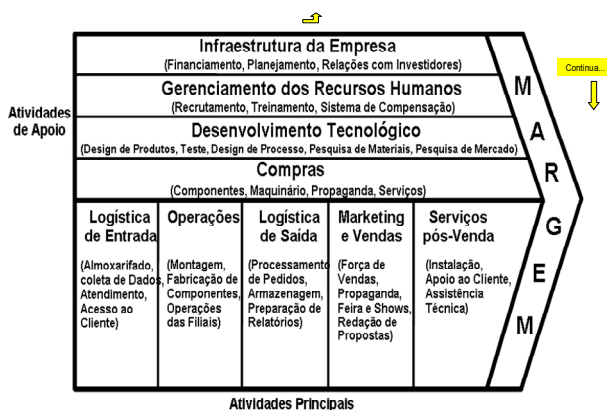 Infraestrutura da Empresa
(Financiamento, Planejamento, Relações com Investidores)
Gerenciamento dos Recursos Humanos
(Recrutamento, Treinamento, Sistema de Compensação)
Atividades
de Apoio
Desenvolvimento Tecnológico
(Design de Produtos, Teste, Design de Processo, Pesquisa de Materiais, Pesquisa de Mercado)
Compras
(Componentes, Maquinário, Propaganda, Serviços)
Logística
de Entrada
(Almoxarifado,
coleta de Dados,
Atendimento,
Acesso ao
Cliente)
Operações
(Montagem,
Fabricação de
Componentes,
Operações
das Filiais)
Logística
de Saída
(Processamento
de Pedidos,
Armazenagem,
Preparação de
Relatórios)
Marketing
e Vendas
(Força de
Vendas,
Propaganda,
Feira e Shows,
Redação de
Propostas)
Serviços
pós-Venda
(Instalação,
Apoio ao Cliente,
Assistência
Técnica)
MARGEM
Continua...
Atividades Principais